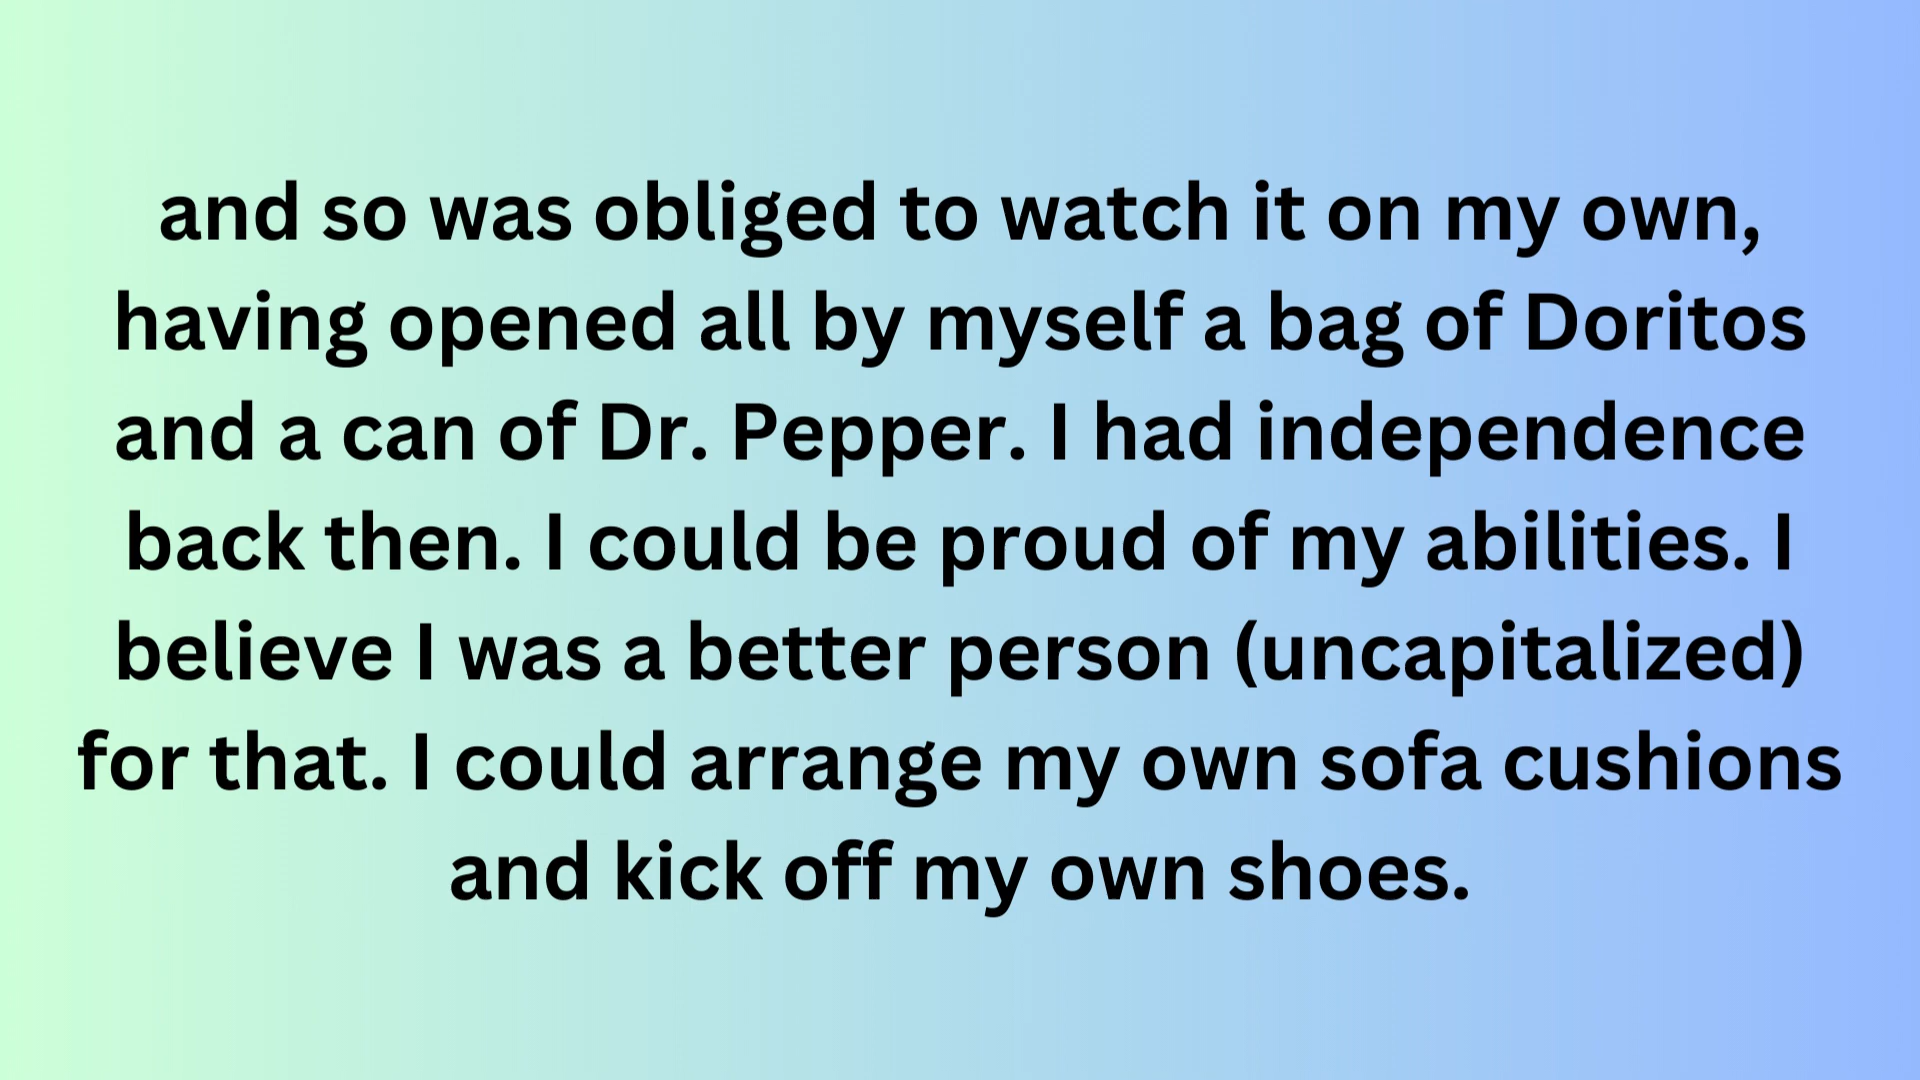 and so was obliged to watch it on my own,
having opened all by myself a bag of Doritos
and a can of Dr. Pepper. I had independence
back then. I could be proud of my abilities. I
believe I was a better person (uncapitalized)
for that. I could arrange my own sofa cushions
and kick off my own shoes.